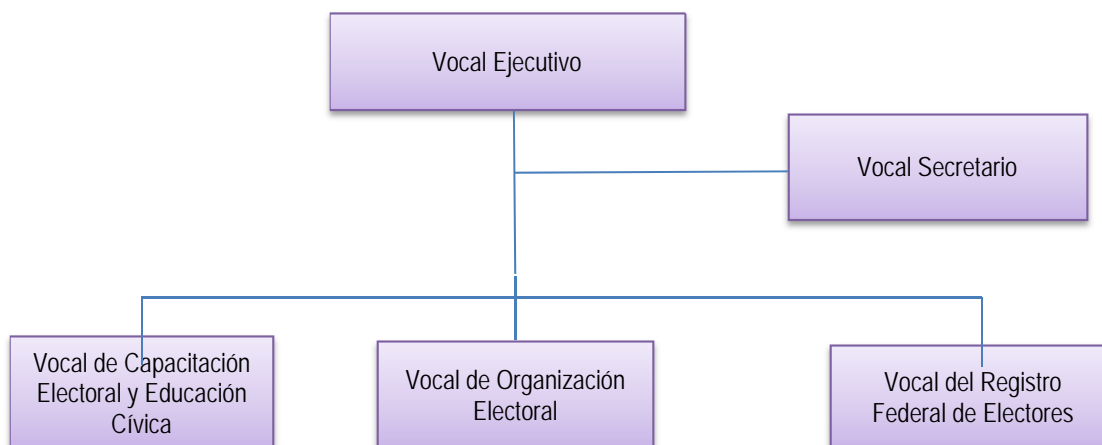 Vocal Ejecutivo
Vocal Secretario
Vocal de Capacitación
Electoral y Educación
Cívica
Vocal de Organización
Electoral
Vocal del Registro
Federal de Electores